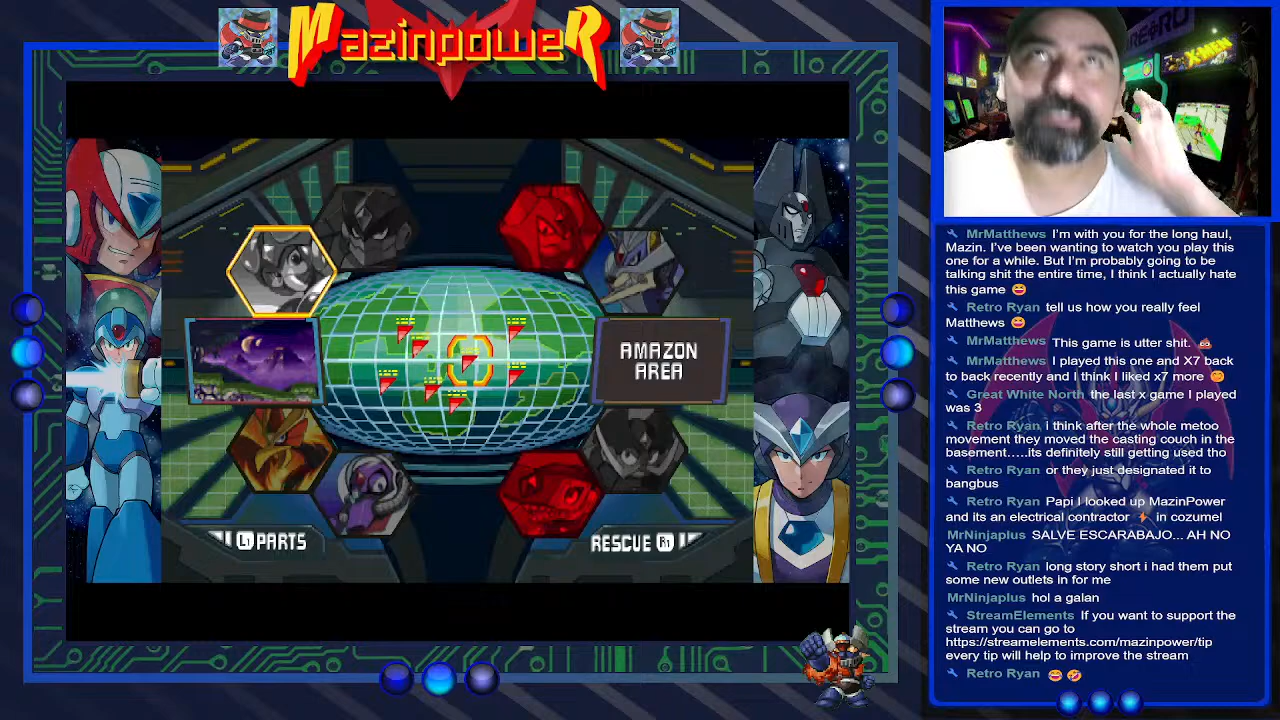 MazinpoweR
AMAZON
AREA
L1 PARTS
RESCUE R1
RETRO
X-MEN
MrMatthews I'm with you for the long haul,
Mazin. I've been wanting to watch you play this
one for a while. But I'm probably going to be
talking shit the entire time, I think I actually hate
this game 😄
Retro Ryan tell us how you really feel
Matthews 😄
MrMatthews This game is utter shit. 💩
MrMatthews I played this one and X7 back
to back recently and I think I liked x7 more 😊
Great White North the last x game I played
was 3
Retro Ryan i think after the whole metoo
movement they moved the casting couch in the
basement.....its definitely still getting used tho
Retro Ryan or they just designated it to
bangbus
Retro Ryan Papi I looked up MazinPower
and its an electrical contractor ⚡ in cozumel
MrNinjaplus SALVE ESCARABAJO... AH NO
YA NO
Retro Ryan long story short i had them put
some new outlets in for me
MrNinjaplus hol a galan
StreamElements If you want to support the
stream you can go to
https://streamelements.com/mazinpower/tip
every tip will help to improve the stream
Retro Ryan 😄 🤣